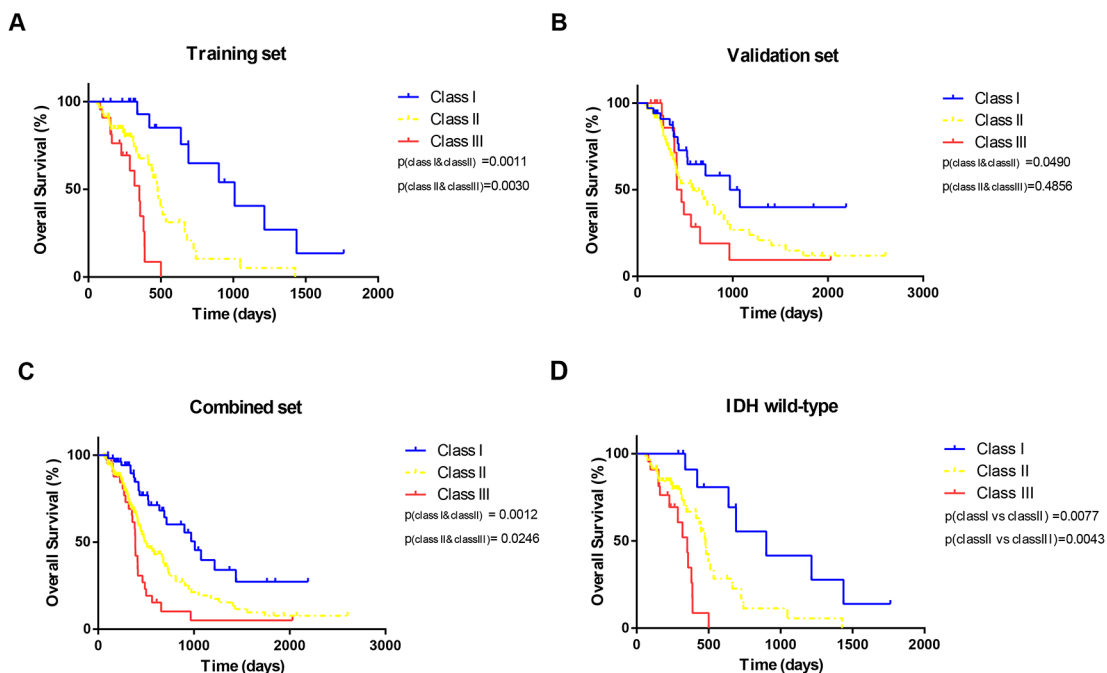 A
Training set
Overall Survival (%)
100
50
0
0 500 1000 1500 2000
Time (days)
Class I
Class II
Class III
p(class I&classII) =0.0011
p(class II&classIII)=0.0030
B
Validation set
Overall Survival (%)
100
50
0
0 1000 2000 3000
Time (days)
Class I
Class II
Class III
p(class I&classII) =0.0490
p(class II&classIII)=0.4856
C
Combined set
Overall Survival (%)
100
50
0
0 1000 2000 3000
Time (days)
Class I
Class II
Class III
p(class I&classII) = 0.0012
p(class II&classIII)= 0.0246
D
IDH wild-type
Overall Survival (%)
100
50
0
0 500 1000 1500 2000
Time (days)
Class I
Class II
Class III
p(classI vs classII) =0.0077
p(classII vs classIII)=0.0043